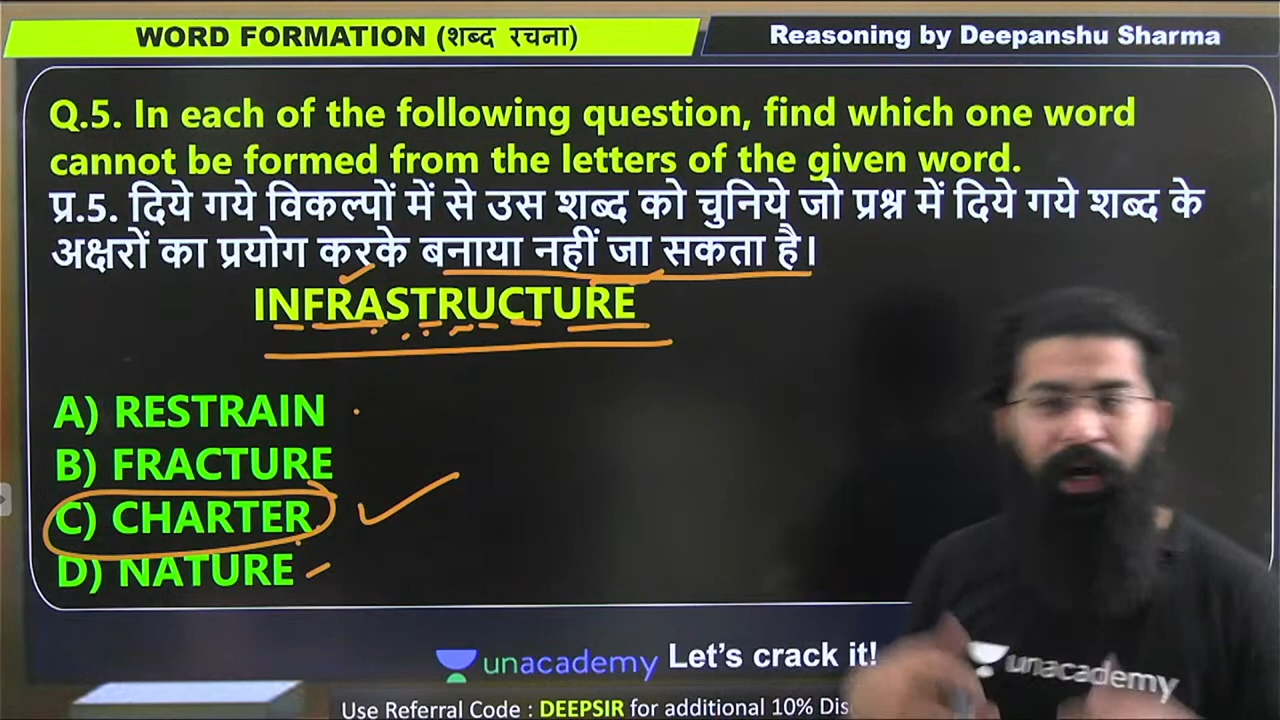 WORD FORMATION (शब्द रचना)
Reasoning by Deepanshu Sharma
Q.5. In each of the following question, find which one word
cannot be formed from the letters of the given word.
प्र.5. दिये गये विकल्पों में से उस शब्द को चुनिये जो प्रश्न में दिये गये शब्द के
अक्षरों का प्रयोग करके बनाया नहीं जा सकता है।
INFRASTRUCTURE
A) RESTRAIN
B) FRACTURE
C) CHARTER
D) NATURE
unacademy Let's crack it!
unacademy
Use Referral Code : DEEPSIR for additional 10% Dis